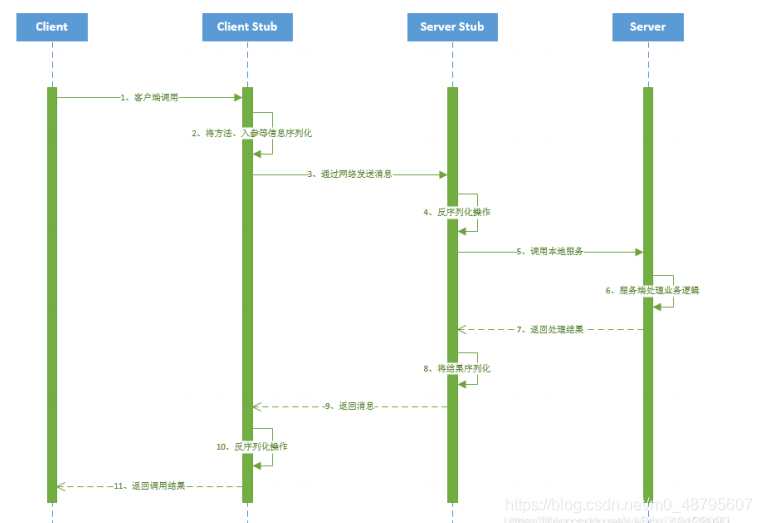 Client
Client Stub
Server Stub
Server
1、客户端调用
2、将方法、入参等信息序列化
3、通过网络发送消息
4、反序列化操作
5、调用本地服务
6、服务端处理业务逻辑
7、返回处理结果
8、将结果序列化
9、返回消息
10、反序列化操作
11、返回调用结果
https://blog.csdn.net/m0_48795607